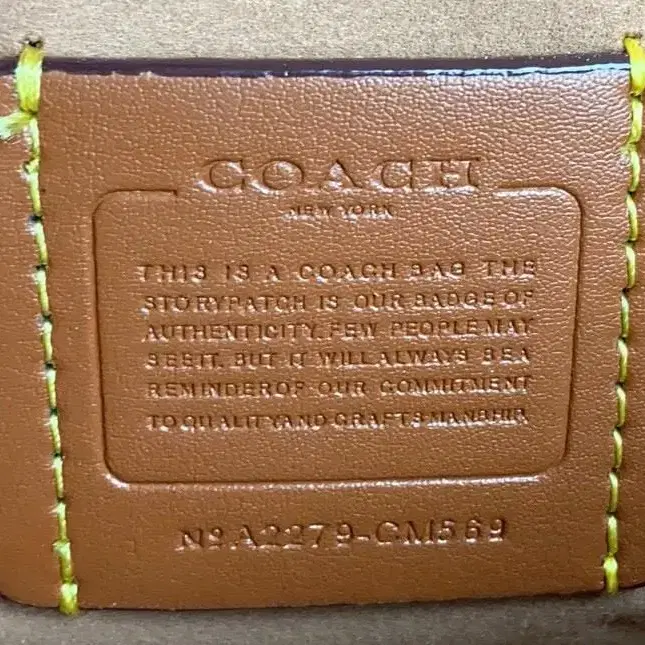 COACH
NEW YORK
THIS IS A COACH BAG THE
STORYPATCH IS OUR BADGE OF
AUTHENTICITY. FEW PEOPLE MAY
SEE IT. BUT IT WILL ALWAYS BE A
REMINDER OF OUR COMMITMENT
TO QUALITY AND CRAFTSMANSHIP.
Nº A2279-CM569